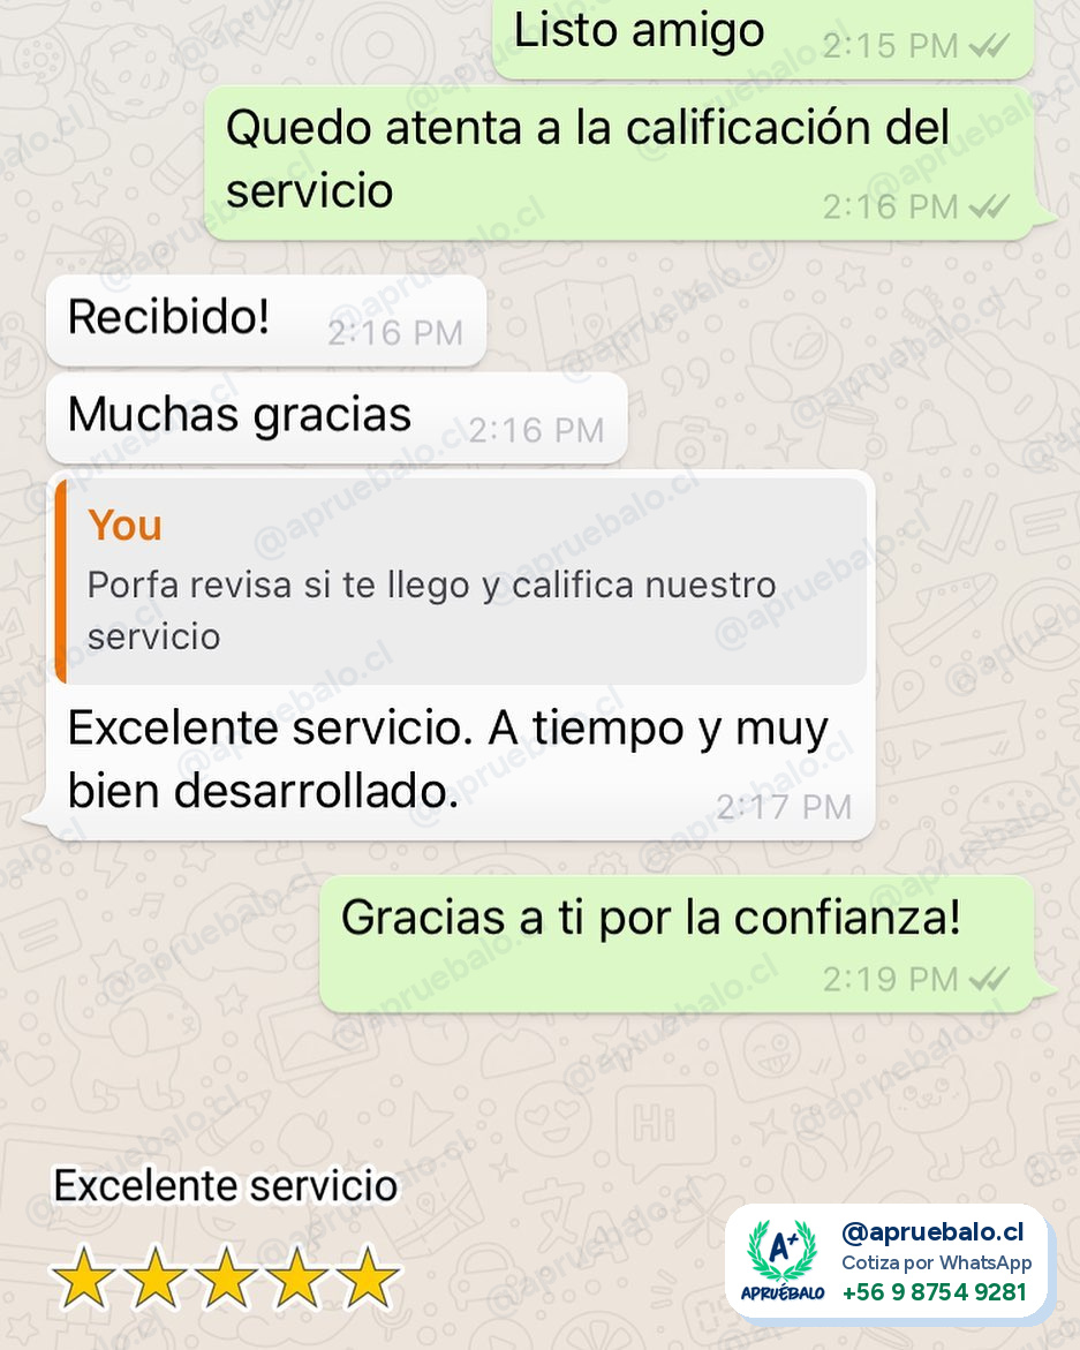 Listo amigo
2:15 PM
Quedo atenta a la calificación del
servicio
2:16 PM
Recibido!
2:16 PM
Muchas gracias
2:16 PM
You
Porfa revisa si te llego y califica nuestro
servicio
Excelente servicio. A tiempo y muy
bien desarrollado.
2:17 PM
Gracias a ti por la confianza!
2:19 PM
Hi
Excelente servicio
A+
APRUÉBALO
@apruebalo.cl
Cotiza por WhatsApp
+56 9 8754 9281
@apruebalo.cl